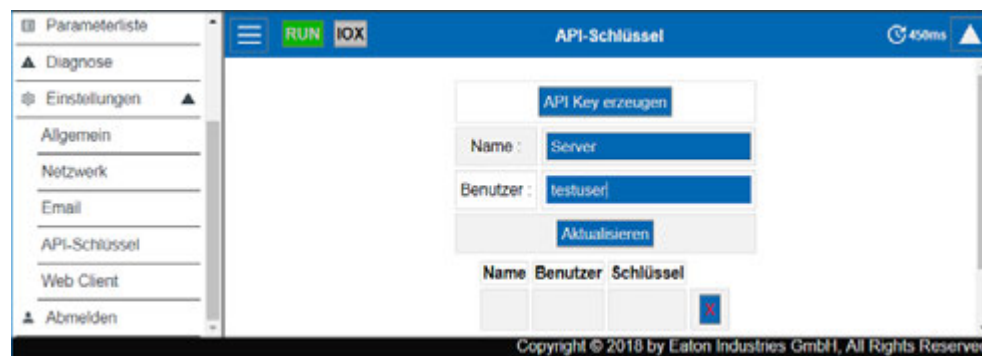 Parameterliste
Diagnose
Einstellungen
Allgemein
Netzwerk
Email
API-Schlüssel
Web Client
Abmelden
RUN IOX API-Schlüssel 450ms
API Key erzeugen
Name : Server
Benutzer : testuser
Aktualisieren
Name Benutzer Schlüssel
X
Copyright © 2018 by Eaton Industries GmbH, All Rights Reserve